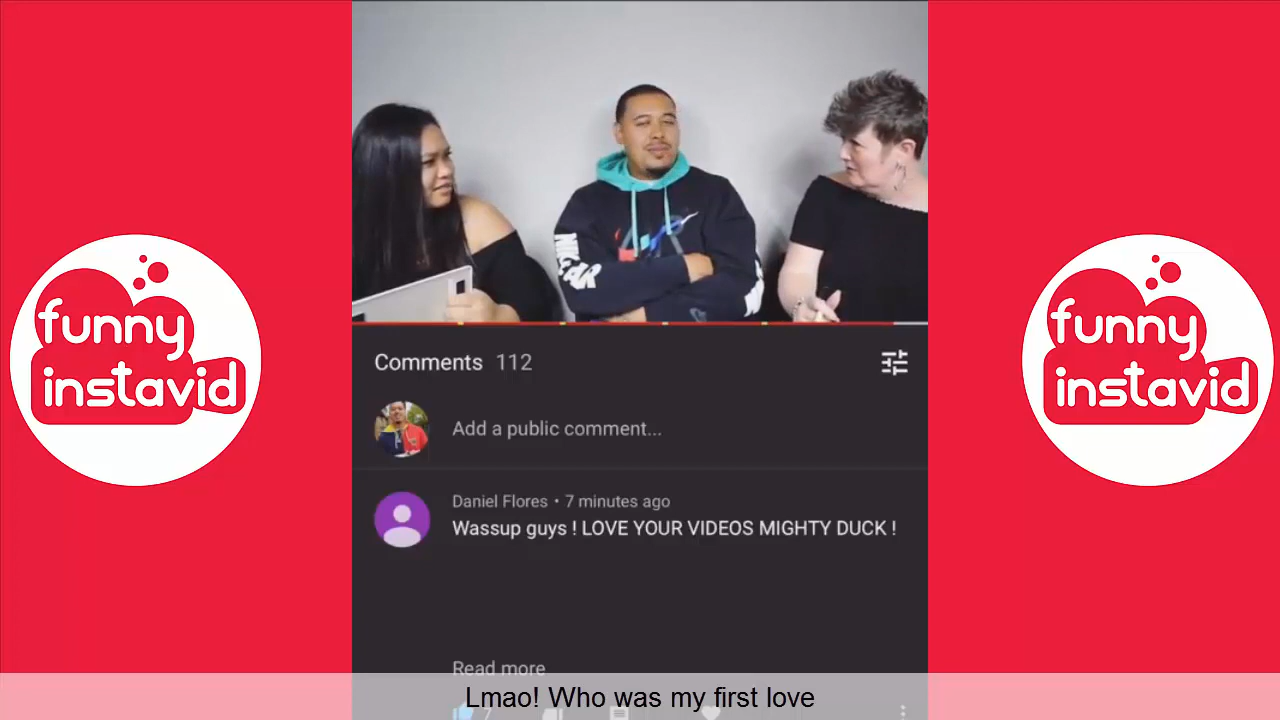 funny
instavid
Comments 112
Add a public comment...
Daniel Flores • 7 minutes ago
Wassup guys ! LOVE YOUR VIDEOS MIGHTY DUCK !
Read more
7
Lmao! Who was my first love
funny
instavid